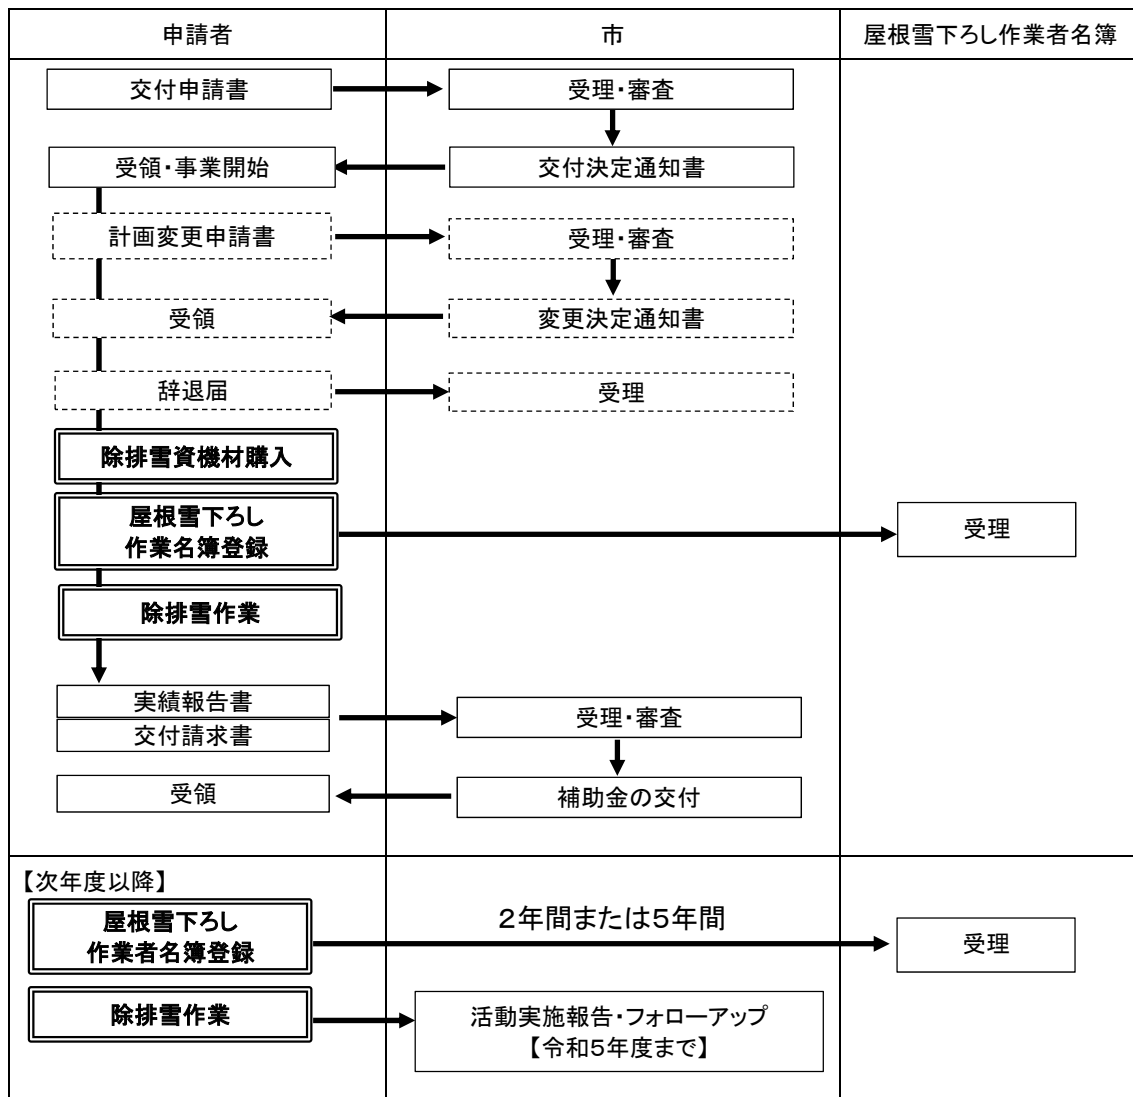 申請者
市
屋根雪下ろし作業者名簿
交付申請書
受理・審査
受領・事業開始
交付決定通知書
計画変更申請書
受理・審査
受領
変更決定通知書
辞退届
受理
除排雪資機材購入
屋根雪下ろし
作業名簿登録
受理
除排雪作業
実績報告書
交付請求書
受理・審査
受領
補助金の交付
【次年度以降】
屋根雪下ろし
作業者名簿登録
２年間または５年間
受理
除排雪作業
活動実施報告・フォローアップ
【令和５年度まで】